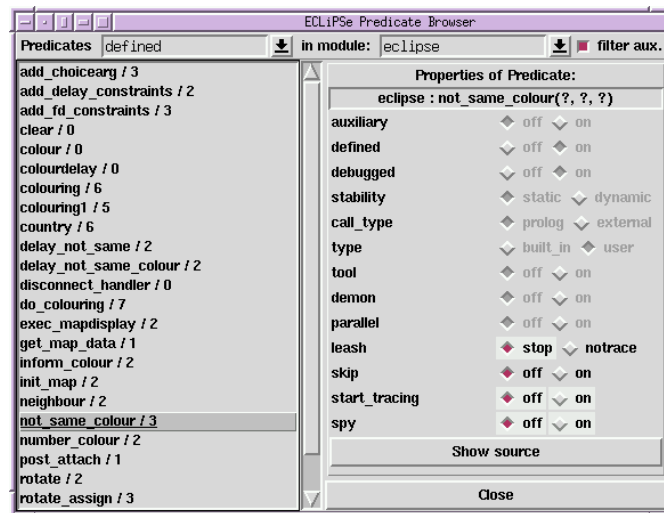 ECLiPSe Predicate Browser
Predicates defined in module: eclipse filter aux.
add_choicearg / 3
add_delay_constraints / 2
add_fd_constraints / 3
clear / 0
colour / 0
colourdelay / 0
colouring / 6
colouring1 / 5
country / 6
delay_not_same / 2
delay_not_same_colour / 2
disconnect_handler / 0
do_colouring / 7
exec_mapdisplay / 2
get_map_data / 1
inform_colour / 2
init_map / 2
neighbour / 2
not_same_colour / 3
number_colour / 2
post_attach / 1
rotate / 2
rotate_assign / 3
Properties of Predicate:
eclipse : not_same_colour(?, ?, ?)
auxiliary off on
defined off on
debugged off on
stability static dynamic
call_type prolog external
type built_in user
tool off on
demon off on
parallel off on
leash stop notrace
skip off on
start_tracing off on
spy off on
Show source
Close